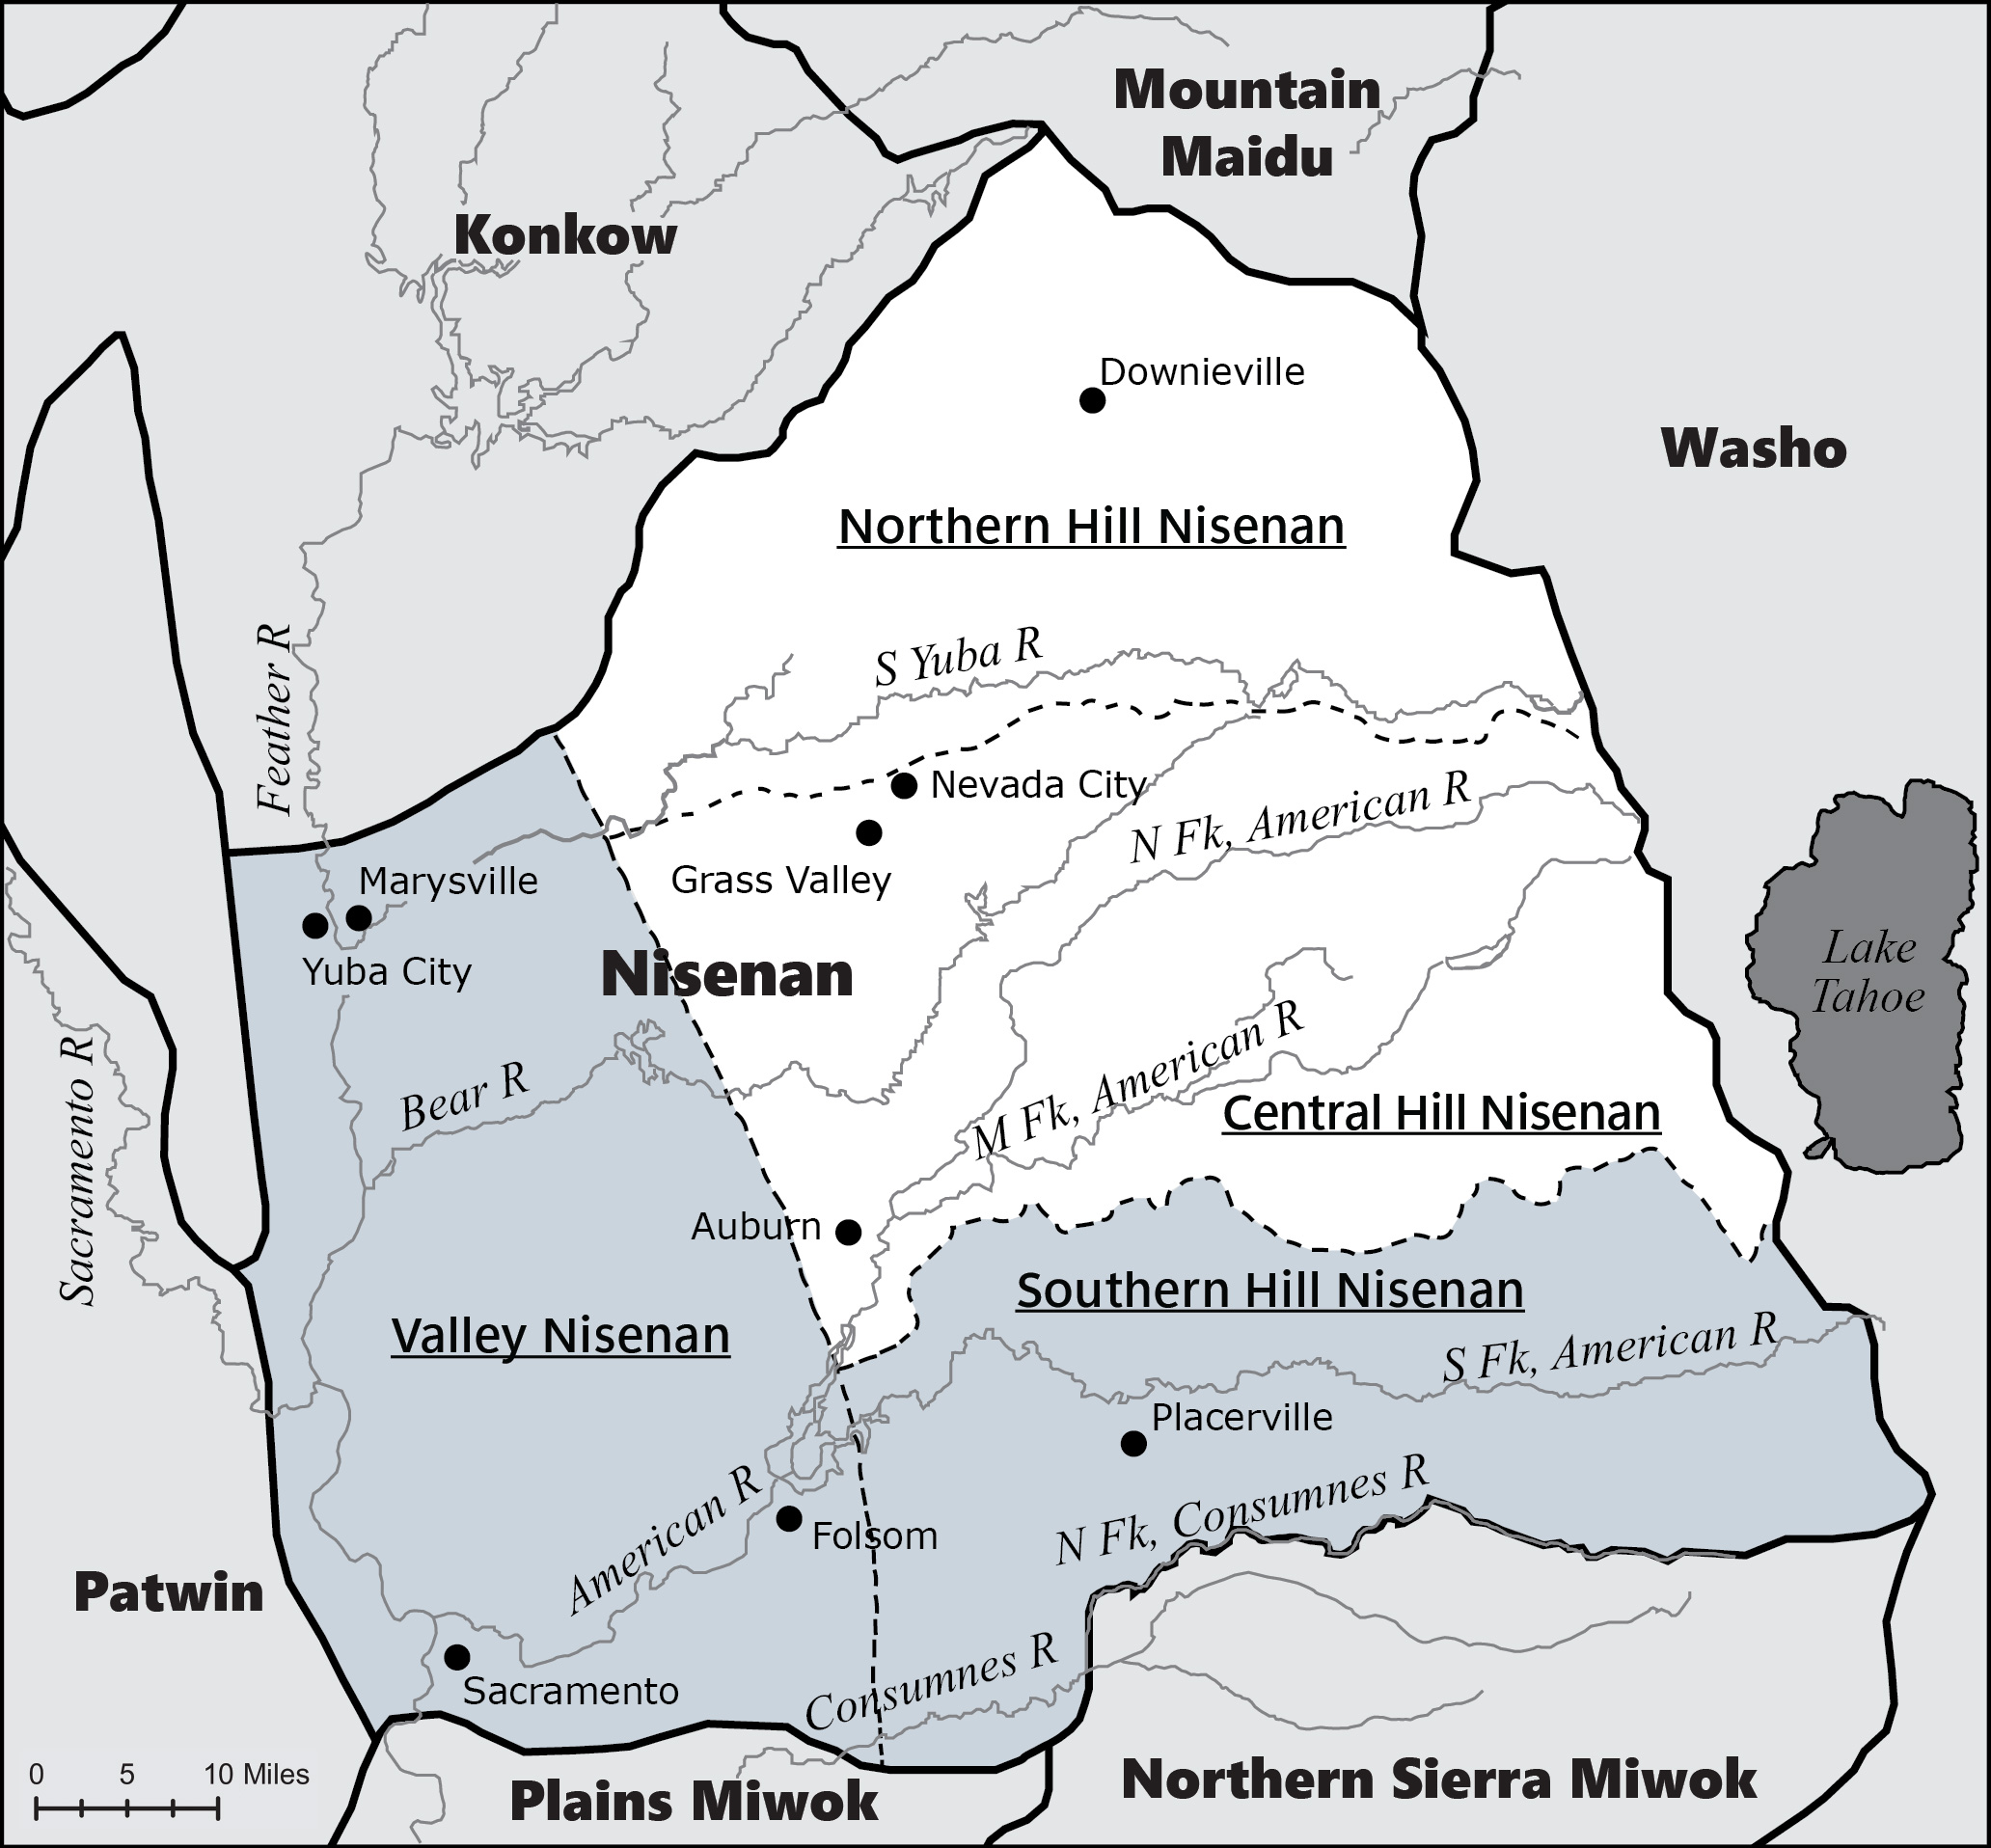 Mountain
Maidu
Konkow
Downieville
Washo
Northern Hill Nisenan
S Yuba R
Feather R
Nevada City
N Fk, American R
Grass Valley
Marysville
Yuba City
Nisenan
Lake
Tahoe
Sacramento R
Bear R
M Fk, American R
Central Hill Nisenan
Auburn
Southern Hill Nisenan
Valley Nisenan
S Fk, American R
Placerville
American R
Folsom
N Fk, Consumnes R
Patwin
Consumnes R
Sacramento
0 5 10 Miles
Plains Miwok
Northern Sierra Miwok